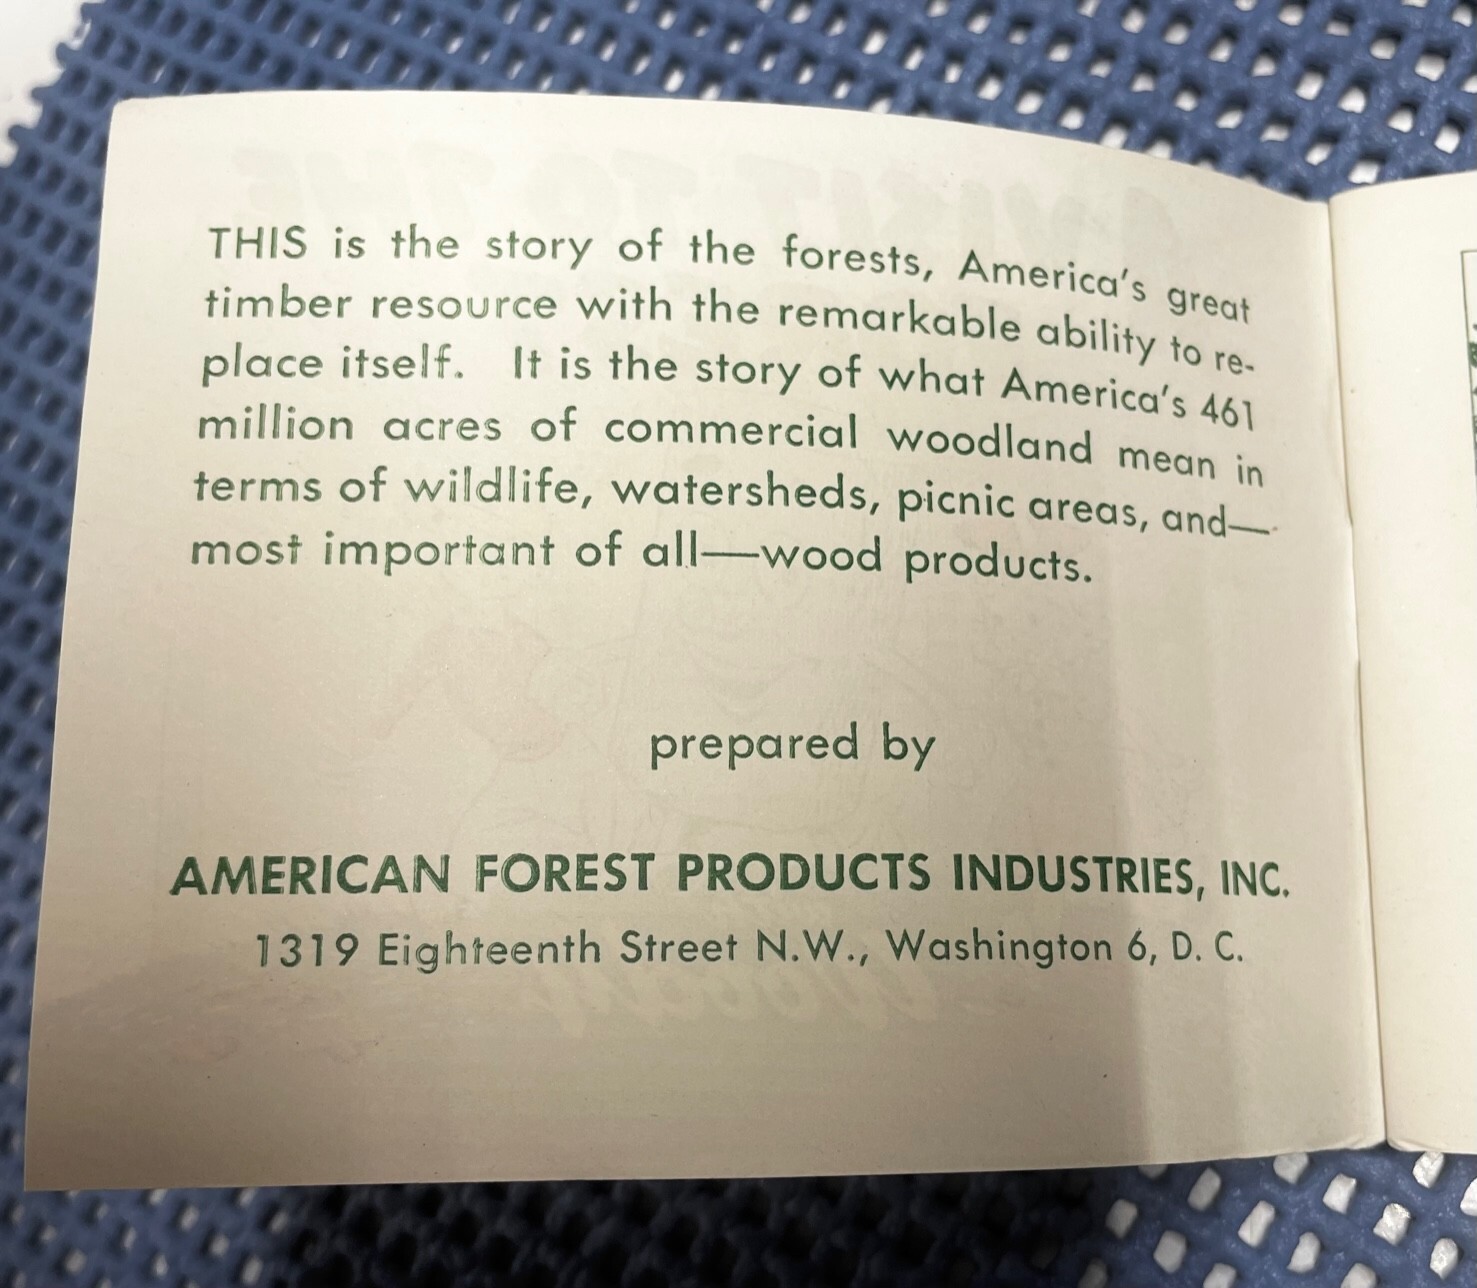 THIS is the story of the forests, America's great
timber resource with the remarkable ability to re-
place itself. It is the story of what America's 461
million acres of commercial woodland mean in
terms of wildlife, watersheds, picnic areas, and—
most important of all—wood products.
prepared by
AMERICAN FOREST PRODUCTS INDUSTRIES, INC.
1319 Eighteenth Street N.W., Washington 6, D. C.